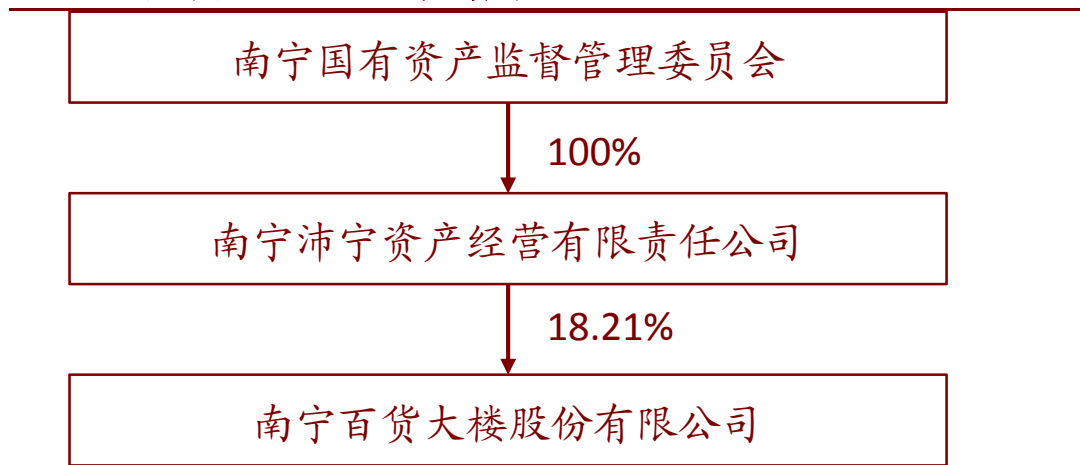 南宁国有资产监督管理委员会
100%
南宁沛宁资产经营有限责任公司
18.21%
南宁百货大楼股份有限公司